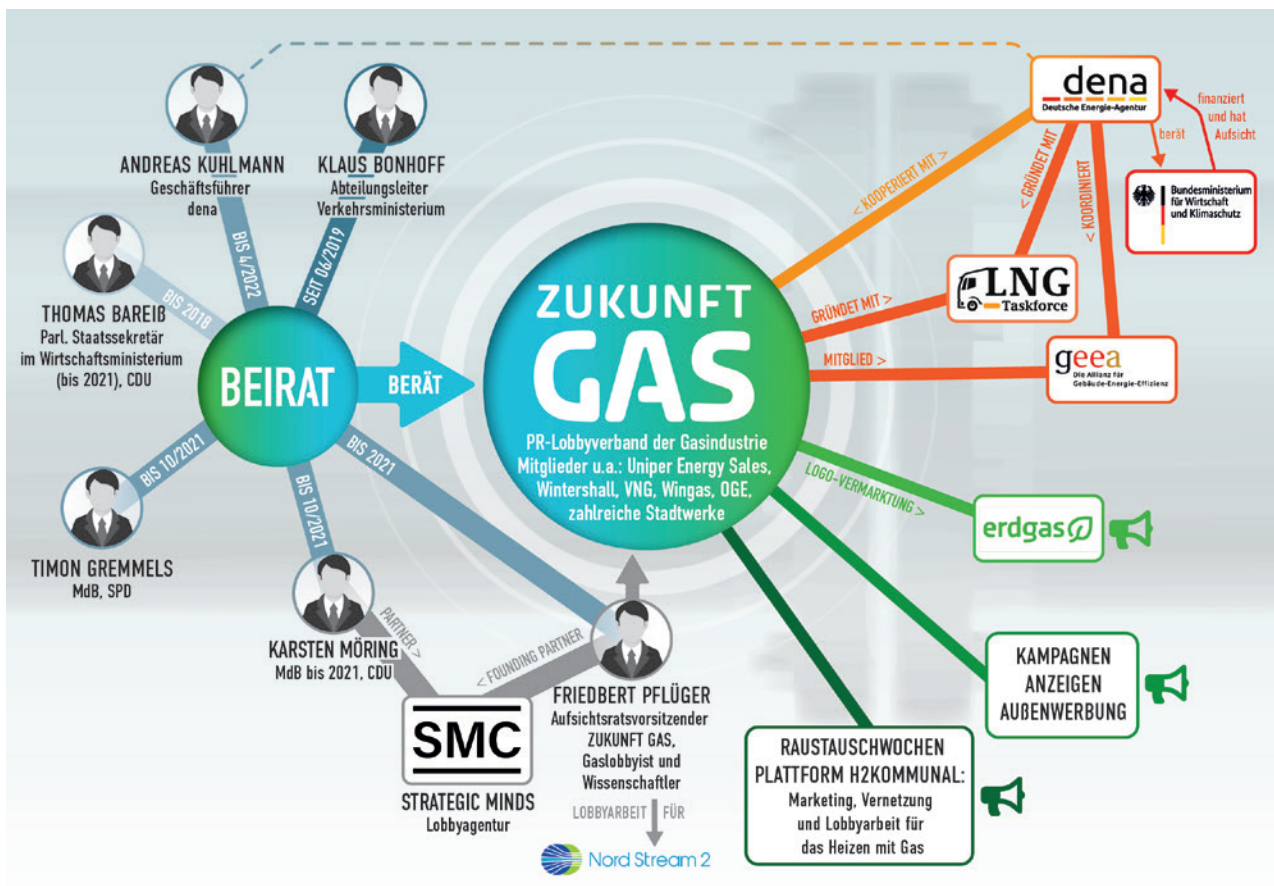 ANDREAS KUHLMANN
Geschäftsführer
dena
KLAUS BONHOFF
Abteilungsleiter
Verkehrsministerium
BIS 4/2022
SEIT 06/2019
THOMAS BAREIß
Parl. Staatssekretär
im Wirtschaftsministerium
(bis 2021), CDU
BIS 2018
BEIRAT
BERÄT
BIS 10/2021
TIMON GREMMELS
MdB, SPD
BIS 10/2021
KARSTEN MÖRING
MdB bis 2021, CDU
BIS 2021
PARTNER >
< FOUNDING PARTNER
SMC
STRATEGIC MINDS
Lobbyagentur
FRIEDBERT PFLÜGER
Aufsichtsratsvorsitzender
ZUKUNFT GAS,
Gaslobbyist und
Wissenschaftler
LOBBYARBEIT FÜR
Nord Stream 2
ZUKUNFT
GAS
PR-Lobbyverband der Gasindustrie
Mitglieder u.a.: Uniper Energy Sales,
Wintershall, VNG, Wingas, OGE,
zahlreiche Stadtwerke
< KOOPERIERT MIT >
dena
Deutsche Energie-Agentur
finanziert
und hat
Aufsicht
berät
Bundesministerium
für Wirtschaft
und Klimaschutz
< GRÜNDET MIT
< KOORDINIERT
GRÜNDET MIT >
LNG
Taskforce
MITGLIED >
geea
Die Allianz für
Gebäude-Energie-Effizienz
LOGO-VERMARKTUNG >
erdgas
KAMPAGNEN
ANZEIGEN
AUßENWERBUNG
RAUSTAUSCHWOCHEN
PLATTFORM H2KOMMUNAL:
Marketing, Vernetzung
und Lobbyarbeit für
das Heizen mit Gas